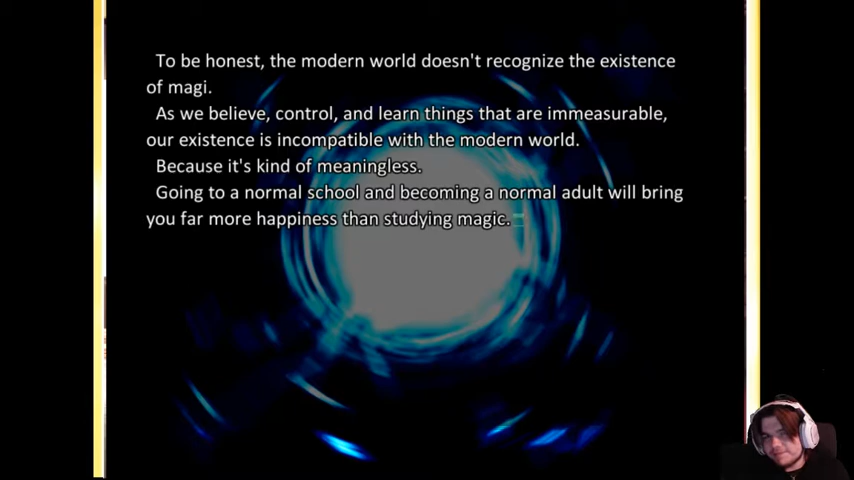 To be honest, the modern world doesn't recognize the existence
of magi.
As we believe, control, and learn things that are immeasurable,
our existence is incompatible with the modern world.
Because it's kind of meaningless.
Going to a normal school and becoming a normal adult will bring
you far more happiness than studying magic.